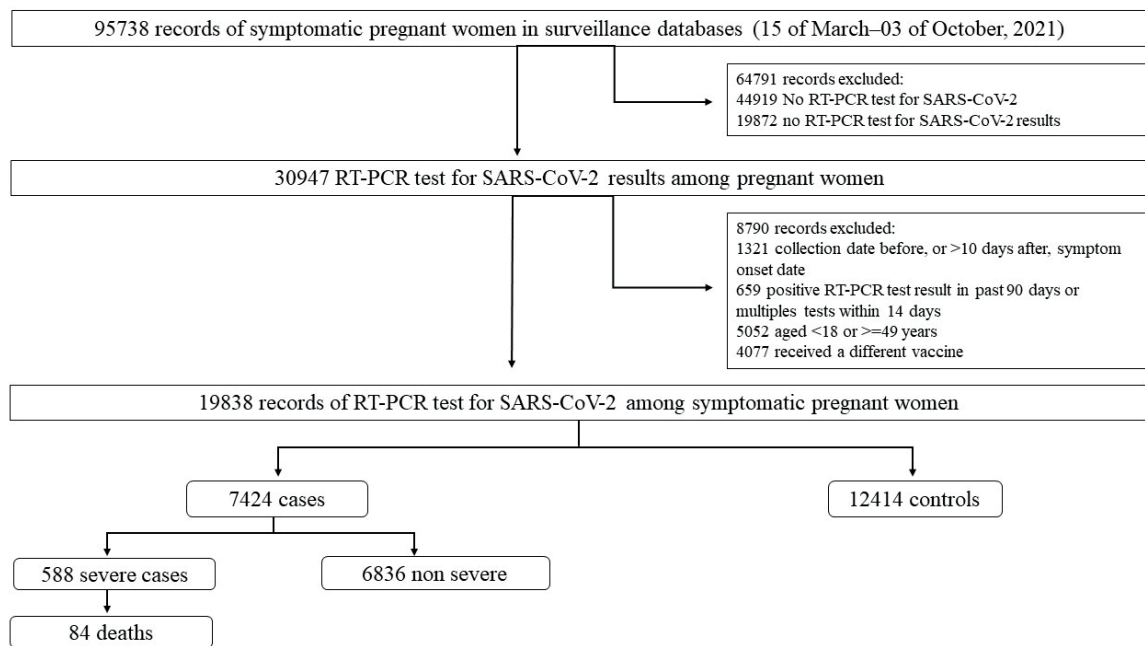 95738 records of symptomatic pregnant women in surveillance databases (15 of March–03 of October, 2021)
64791 records excluded:
44919 No RT-PCR test for SARS-CoV-2
19872 no RT-PCR test for SARS-CoV-2 results
30947 RT-PCR test for SARS-CoV-2 results among pregnant women
8790 records excluded:
1321 collection date before, or >10 days after, symptom
onset date
659 positive RT-PCR test result in past 90 days or
multiples tests within 14 days
5052 aged <18 or >=49 years
4077 received a different vaccine
19838 records of RT-PCR test for SARS-CoV-2 among symptomatic pregnant women
7424 cases
12414 controls
588 severe cases
6836 non severe
84 deaths